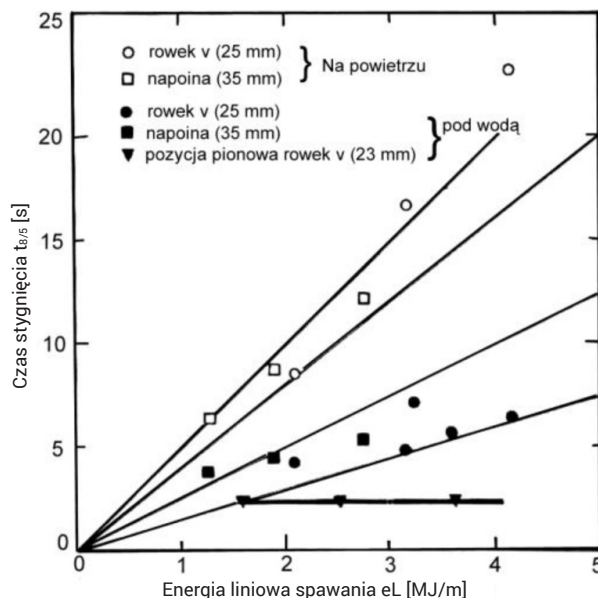 25
rowek v (25 mm)
napoina (35 mm)
} Na powietrzu
rowek v (25 mm)
napoina (35 mm)
pozycja pionowa rowek v (23 mm)
} pod wodą
20
15
10
5
0
Czas stygnięcia t8/5 [s]
1 2 3 4 5
Energia liniowa spawania eL [MJ/m]